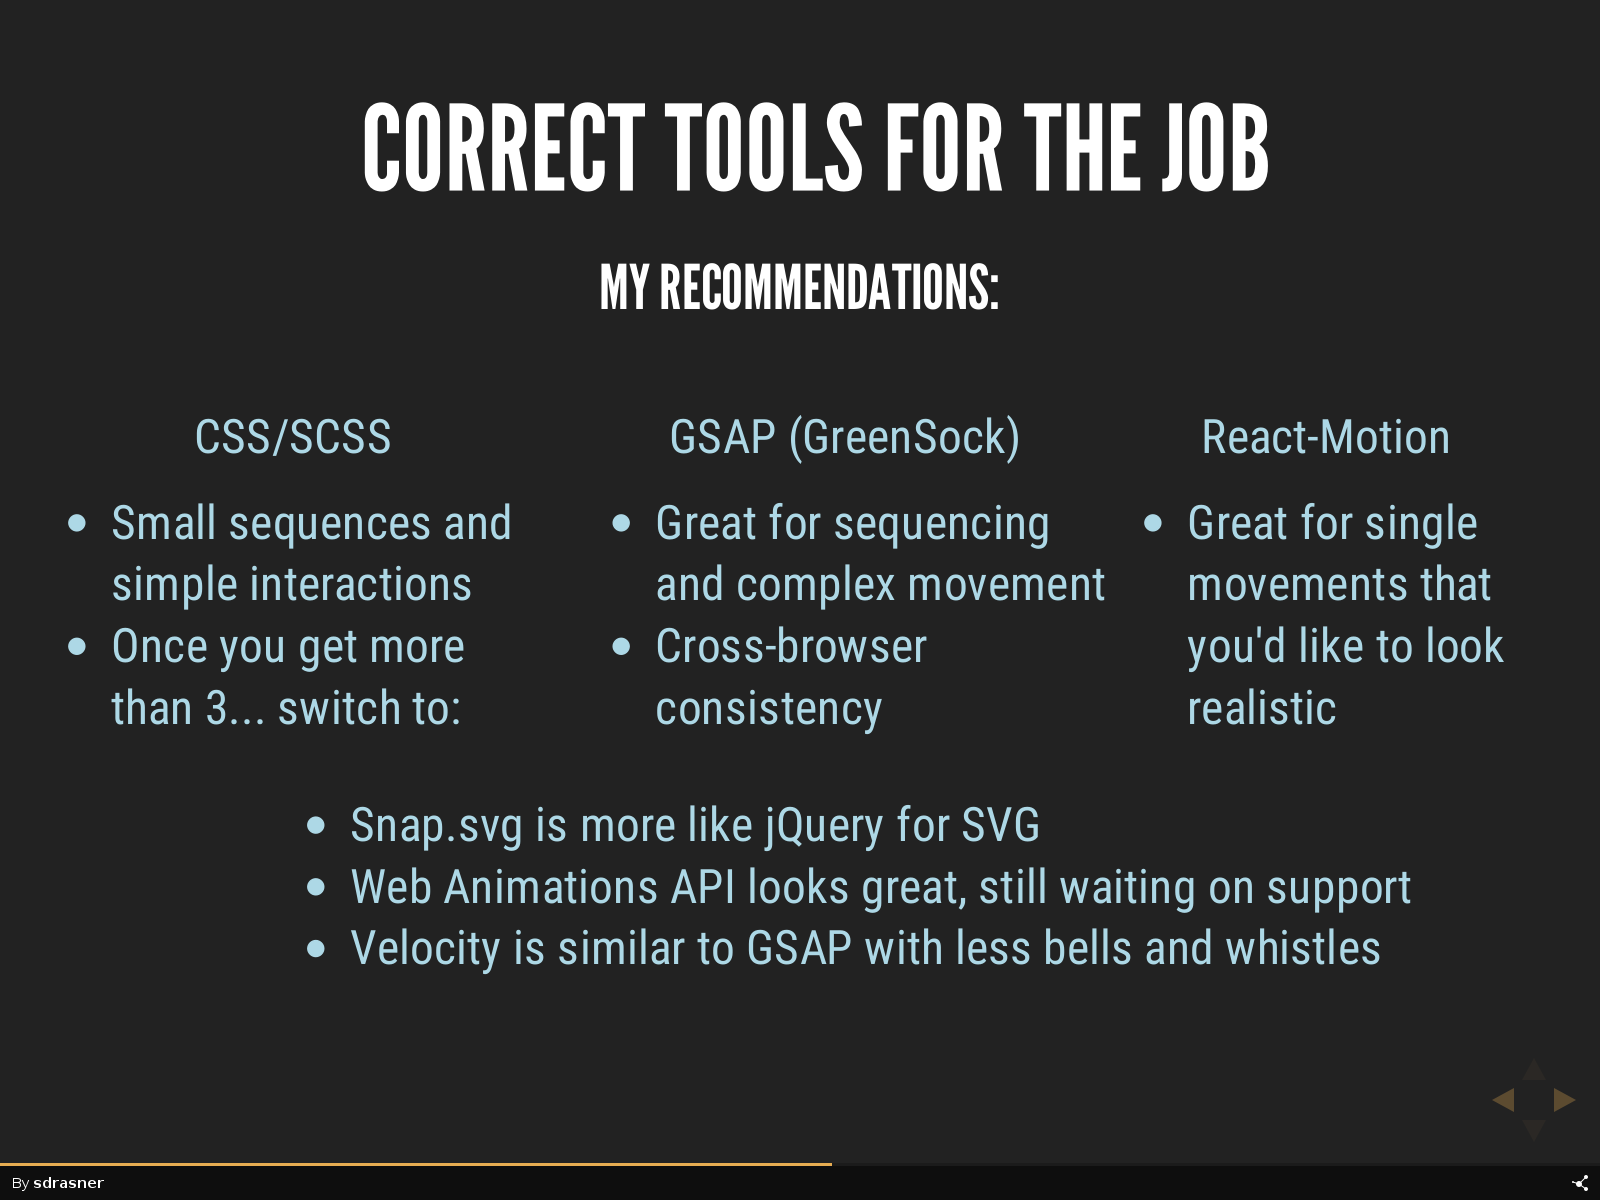 CORRECT TOOLS FOR THE JOB
MY RECOMMENDATIONS:
CSS/SCSS
• Small sequences and
simple interactions
• Once you get more
than 3... switch to:
GSAP (GreenSock)
• Great for sequencing
and complex movement
• Cross-browser
consistency
React-Motion
• Great for single
movements that
you'd like to look
realistic
• Snap.svg is more like jQuery for SVG
• Web Animations API looks great, still waiting on support
• Velocity is similar to GSAP with less bells and whistles
By sdrasner